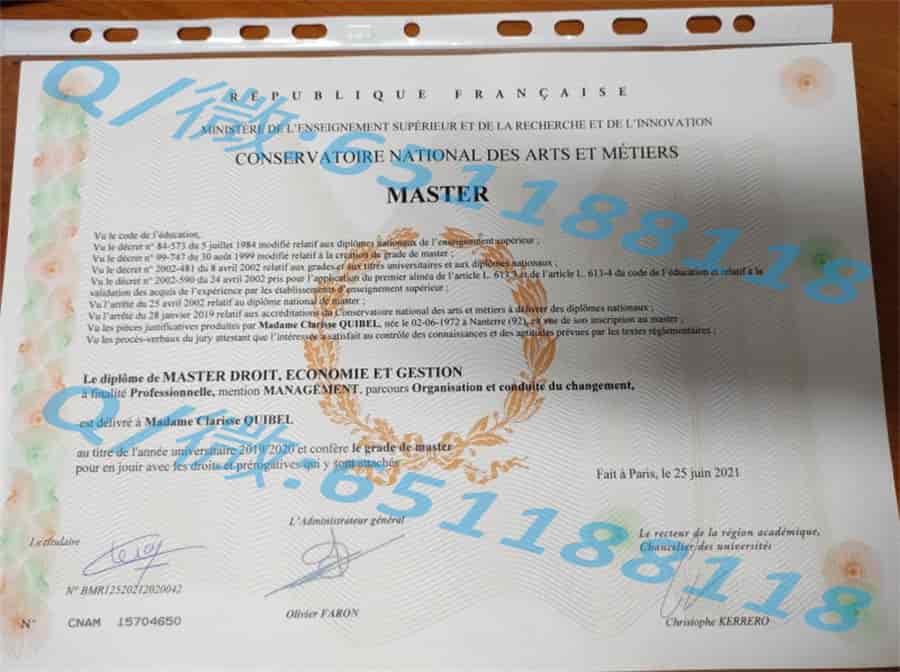 RÉPUBLIQUE FRANÇAISE
MINISTÈRE DE L'ENSEIGNEMENT SUPÉRIEUR ET DE LA RECHERCHE ET DE L'INNOVATION
CONSERVATOIRE NATIONAL DES ARTS ET MÉTIERS
MASTER
Vu le code de l'éducation,
Vu le décret n° 84-573 du 5 juillet 1984 modifié relatif aux diplômes nationaux de l'enseignement supérieur ;
Vu le décret n° 99-747 du 30 août 1999 modifié relatif à la création du grade de master ;
Vu le décret n° 2002-481 du 8 avril 2002 relatif aux grades et aux titres universitaires et aux diplômes nationaux ;
Vu le décret n° 2002-590 du 24 avril 2002 pris pour l'application du premier alinéa de l'article L. 613-3 et de l'article L. 613-4 du code de l'éducation et relatif à la
validation des acquis de l'expérience par les établissements d'enseignement supérieur ;
Vu l'arrêté du 25 avril 2002 relatif au diplôme national de master ;
Vu l'arrêté du 28 janvier 2019 relatif aux accréditations du Conservatoire national des arts et métiers à délivrer des diplômes nationaux ;
Vu les pièces justificatives produites par Madame Clarisse QUIBEL, née le 02-06-1972 à Nanterre (92), en vue de son inscription au master ;
Vu les procès-verbaux du jury attestant que l'intéressée a satisfait au contrôle des connaissances et des aptitudes prévues par les textes réglementaires ;
Le diplôme de MASTER DROIT, ECONOMIE ET GESTION
à finalité Professionnelle, mention MANAGEMENT, parcours Organisation et conduite du changement,
est délivré à Madame Clarisse QUIBEL
au titre de l'année universitaire 2019/2020 et confère le grade de master
pour en jouir avec les droits et prérogatives qui y sont attachés
Fait à Paris, le 25 juin 2021
Le titulaire
L'Administrateur général
Le recteur de la région académique,
Chancelier des universités
N° BMR12520212020042
N° CNAM 15704650
Olivier FARON
Christophe KERRERO
Q/微:651188118
Q/微:651188118